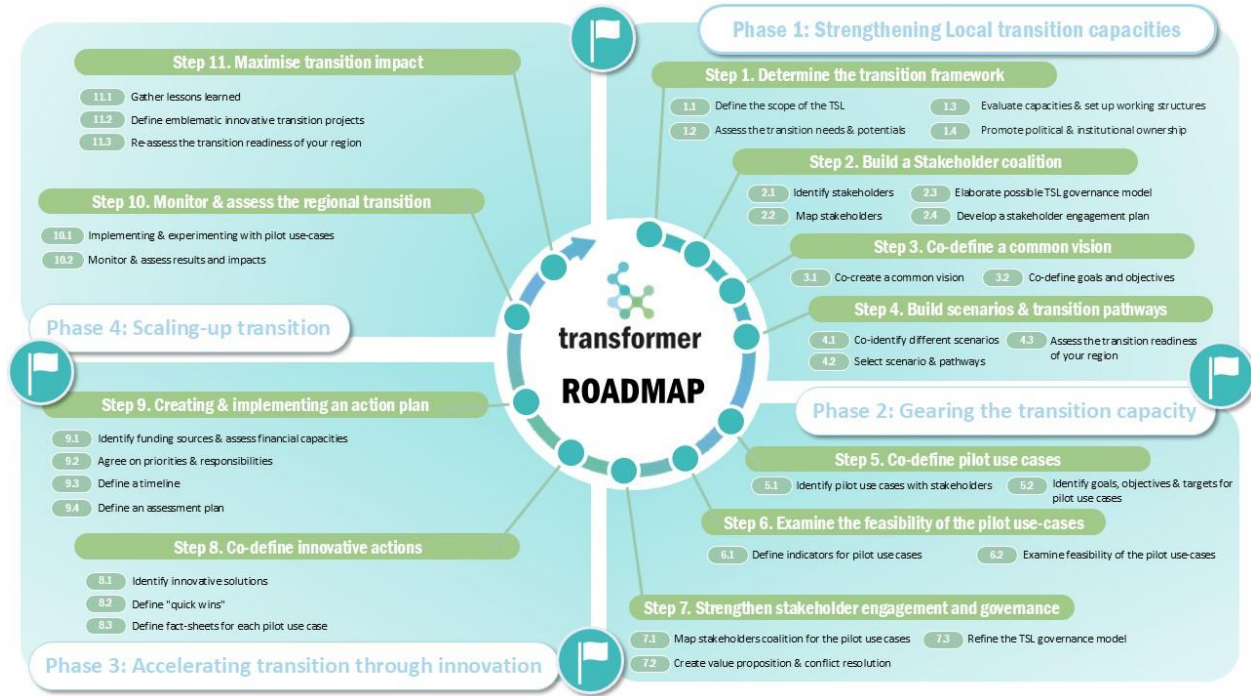 Phase 1: Strengthening Local transition capacities
Step 1. Determine the transition framework
1.1 Define the scope of the TSL
1.2 Assess the transition needs & potentials
1.3 Evaluate capacities & set up working structures
1.4 Promote political & institutional ownership
Step 2. Build a Stakeholder coalition
2.1 Identify stakeholders
2.2 Map stakeholders
2.3 Elaborate possible TSL governance model
2.4 Develop a stakeholder engagement plan
Step 3. Co-define a common vision
3.1 Co-create a common vision
3.2 Co-define goals and objectives
Step 4. Build scenarios & transition pathways
4.1 Co-identify different scenarios
4.2 Select scenario & pathways
4.3 Assess the transition readiness
of your region
Phase 2: Gearing the transition capacity
Step 5. Co-define pilot use cases
5.1 Identify pilot use cases with stakeholders
5.2 Identify goals, objectives & targets for
pilot use cases
Step 6. Examine the feasibility of the pilot use-cases
6.1 Define indicators for pilot use cases
6.2 Examine feasibility of the pilot use-cases
Step 7. Strengthen stakeholder engagement and governance
7.1 Map stakeholders coalition for the pilot use cases
7.2 Create value proposition & conflict resolution
7.3 Refine the TSL governance model
Phase 3: Accelerating transition through innovation
Step 8. Co-define innovative actions
8.1 Identify innovative solutions
8.2 Define "quick wins"
8.3 Define fact-sheets for each pilot use case
Step 9. Creating & implementing an action plan
9.1 Identify funding sources & assess financial capacities
9.2 Agree on priorities & responsibilities
9.3 Define a timeline
9.4 Define an assessment plan
Phase 4: Scaling-up transition
Step 10. Monitor & assess the regional transition
10.1 Implementing & experimenting with pilot use-cases
10.2 Monitor & assess results and impacts
Step 11. Maximise transition impact
11.1 Gather lessons learned
11.2 Define emblematic innovative transition projects
11.3 Re-assess the transition readiness of your region
transformer
ROADMAP